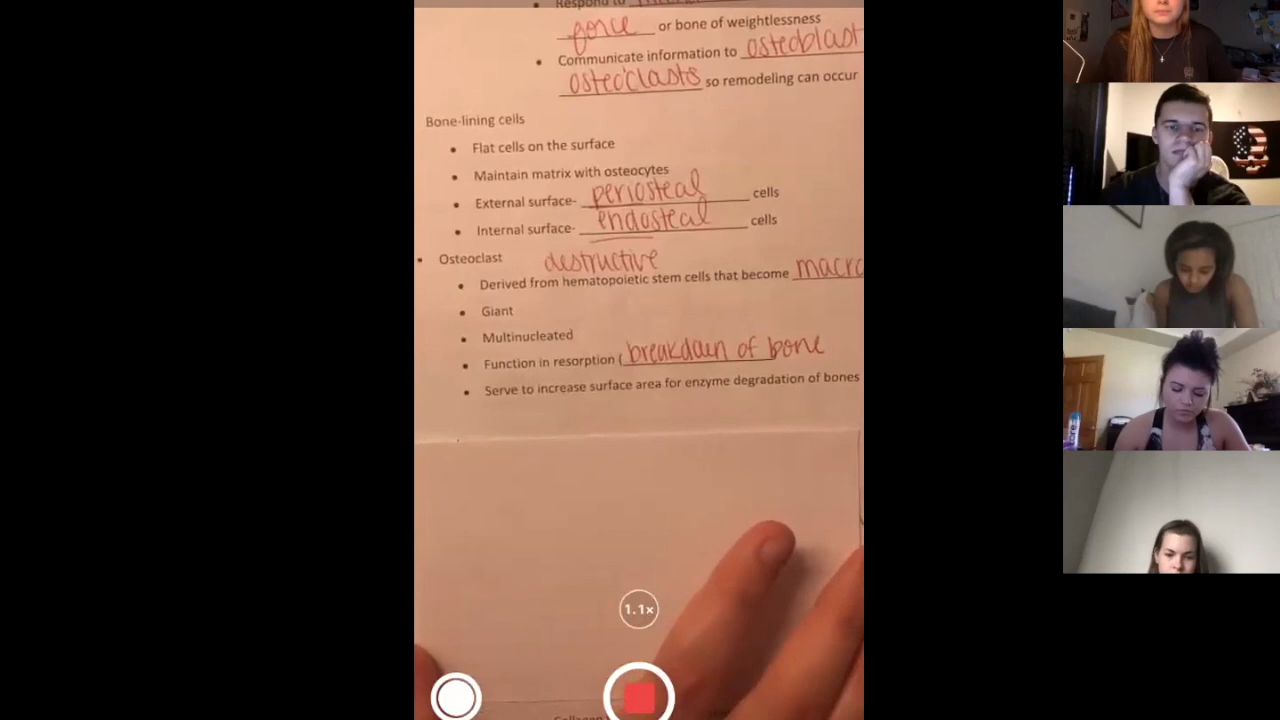 Respond to
force or bone of weightlessness
Communicate information to osteoblast
osteoclasts so remodeling can occur
Bone-lining cells
Flat cells on the surface
Maintain matrix with osteocytes
External surface- periosteal cells
Internal surface- endosteal cells
Osteoclast destructive
Derived from hematopoietic stem cells that become macro
Giant
Multinucleated
Function in resorption (breakdown of bone
Serve to increase surface area for enzyme degradation of bones
1.1x